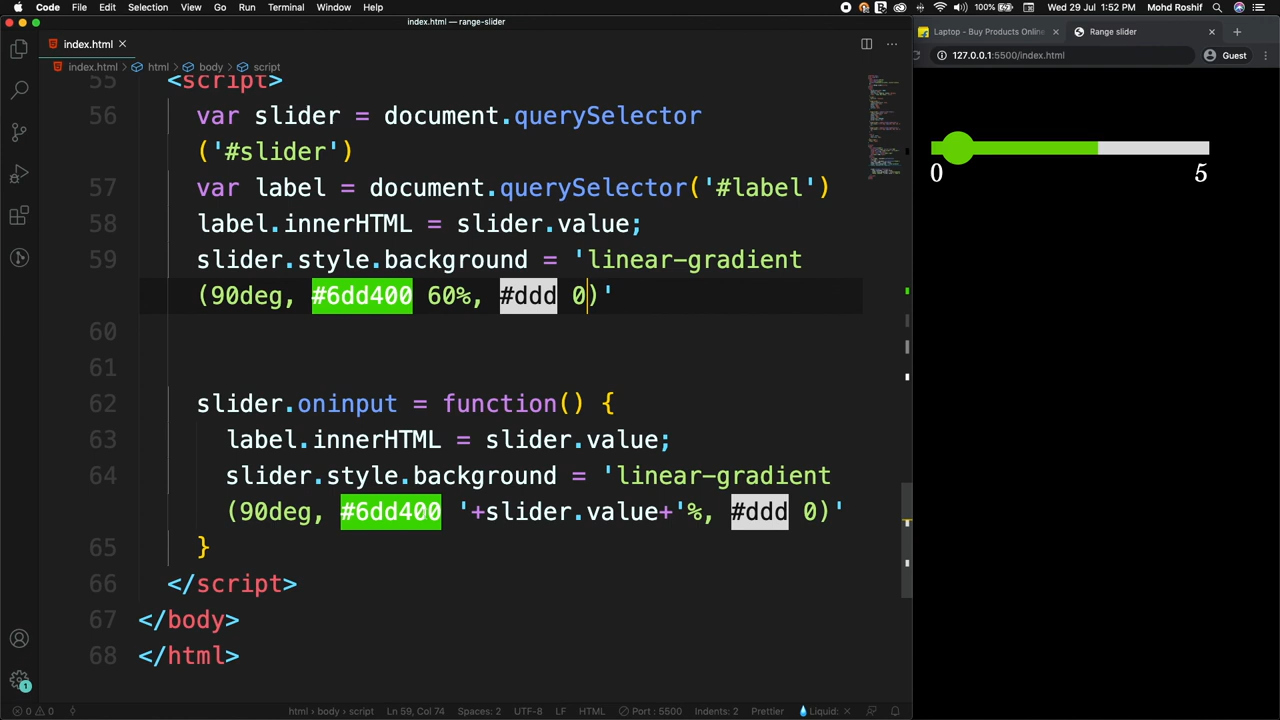 Code File Edit Selection View Go Run Terminal Window Help 100% Wed 29 Jul 1:52 PM Mohd Roshif
index.html — range-slider
index.html
index.html › html › body › script
55 <script>
56 var slider = document.querySelector
('#slider')
57 var label = document.querySelector('#label')
58 label.innerHTML = slider.value;
59 slider.style.background = 'linear-gradient
(90deg, #6dd400 60%, #ddd 0)'
60
61
62 slider.oninput = function() {
63 label.innerHTML = slider.value;
64 slider.style.background = 'linear-gradient
(90deg, #6dd400 '+slider.value+'%, #ddd 0)'
65 }
66 </script>
67 </body>
68 </html>
1
0 0 html › body › script Ln 59, Col 74 Spaces: 2 UTF-8 LF HTML Port : 5500 Indents: 2 Prettier Liquid:
Laptop - Buy Products Online Range slider
127.0.0.1:5500/index.html Guest
0 5